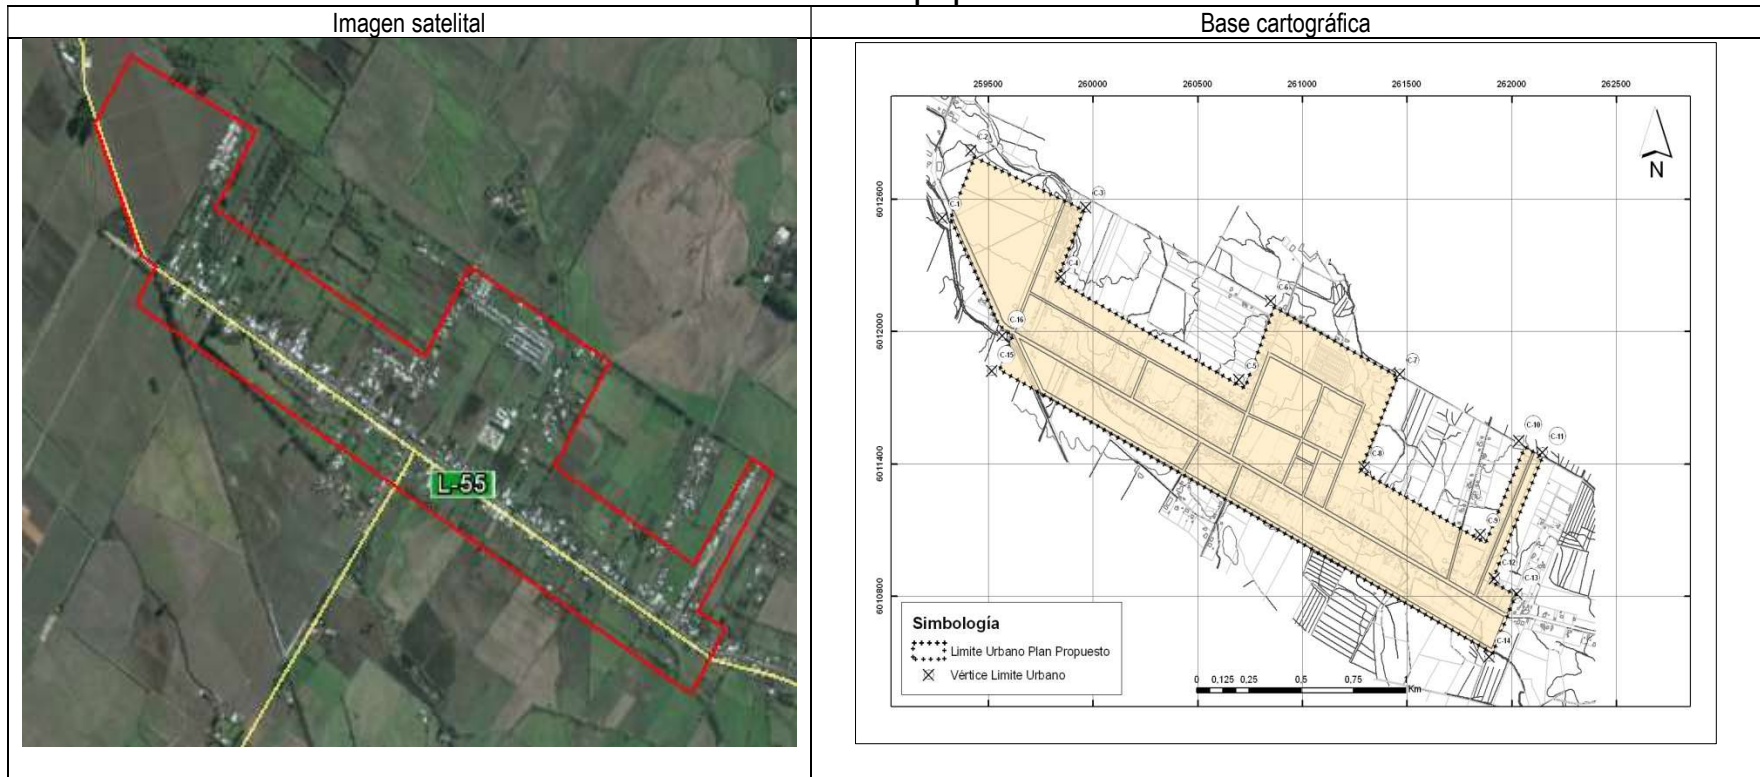 Imagen satelital
Base cartográfica
L-55
259500 260000 260500 261000 261500 262000 262500
6012600
6012000
6011400
6010800
N
C-1
C-2
C-3
C-4
C-5
C-6
C-7
C-8
C-9
C-10
C-11
C-12
C-13
C-14
C-15
C-16
Simbología
Limite Urbano Plan Propuesto
Vértice Limite Urbano
0 0,125 0,25 0,5 0,75 1
Km